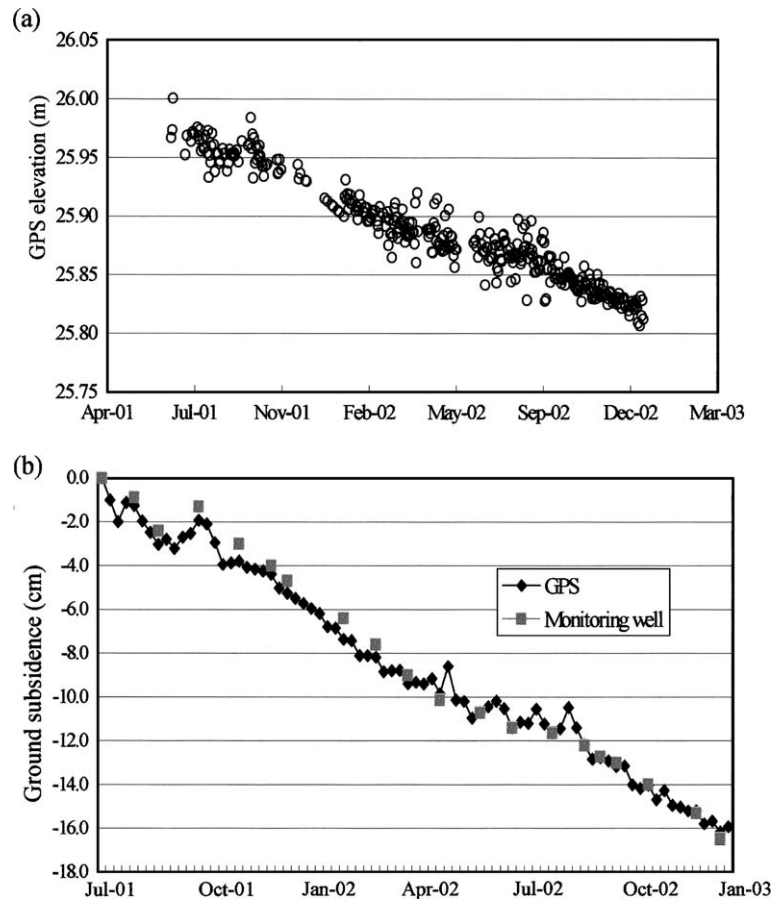 (a)
GPS elevation (m)
26.05
26.00
25.95
25.90
25.85
25.80
25.75
Apr-01 Jul-01 Nov-01 Feb-02 May-02 Sep-02 Dec-02 Mar-03
(b)
Ground subsidence (cm)
0.0
-2.0
-4.0
-6.0
-8.0
-10.0
-12.0
-14.0
-16.0
-18.0
GPS
Monitoring well
Jul-01 Oct-01 Jan-02 Apr-02 Jul-02 Oct-02 Jan-03